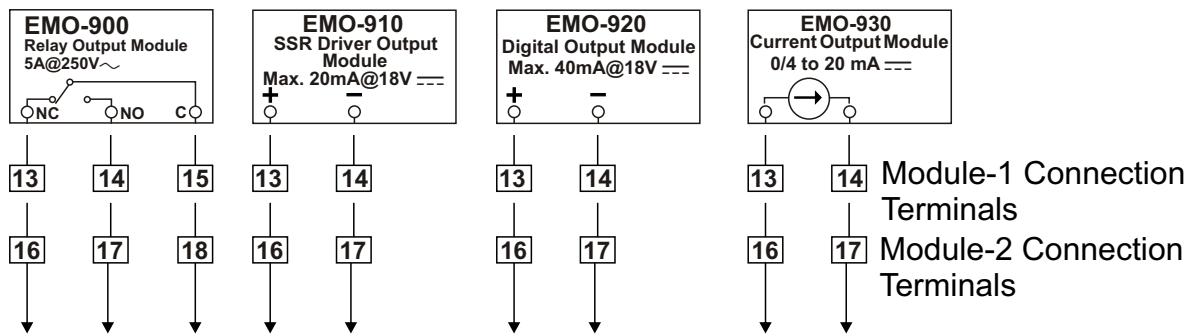 EMO-900
Relay Output Module
5A@250V～
NC NO C
EMO-910
SSR Driver Output
Module
Max. 20mA@18V ⎓
+ −
EMO-920
Digital Output Module
Max. 40mA@18V ⎓
+ −
EMO-930
Current Output Module
0/4 to 20 mA ⎓
13 14 15 13 14 13 14 13 14 Module-1 Connection
Terminals
16 17 18 16 17 16 17 16 17 Module-2 Connection
Terminals